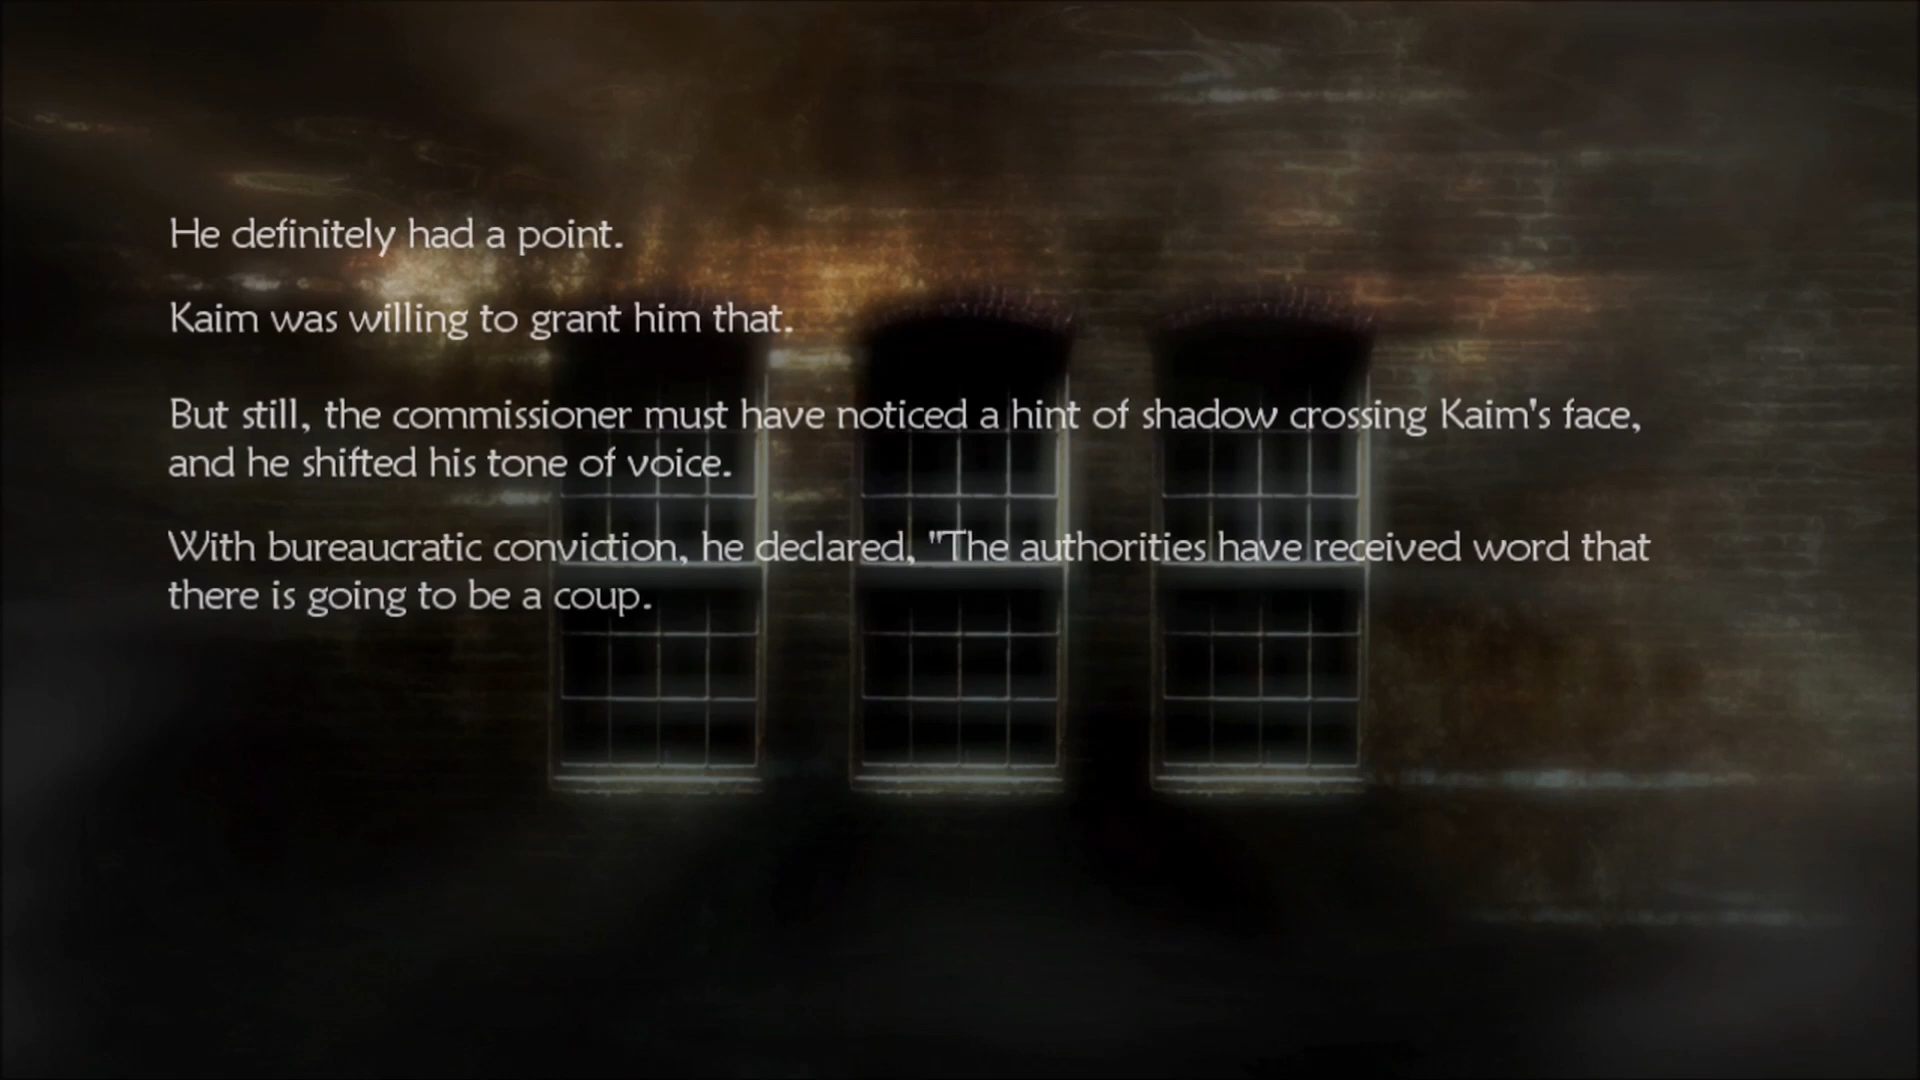 He definitely had a point.
Kaim was willing to grant him that.
But still, the commissioner must have noticed a hint of shadow crossing Kaim's face,
and he shifted his tone of voice.
With bureaucratic conviction, he declared, "The authorities have received word that
there is going to be a coup.